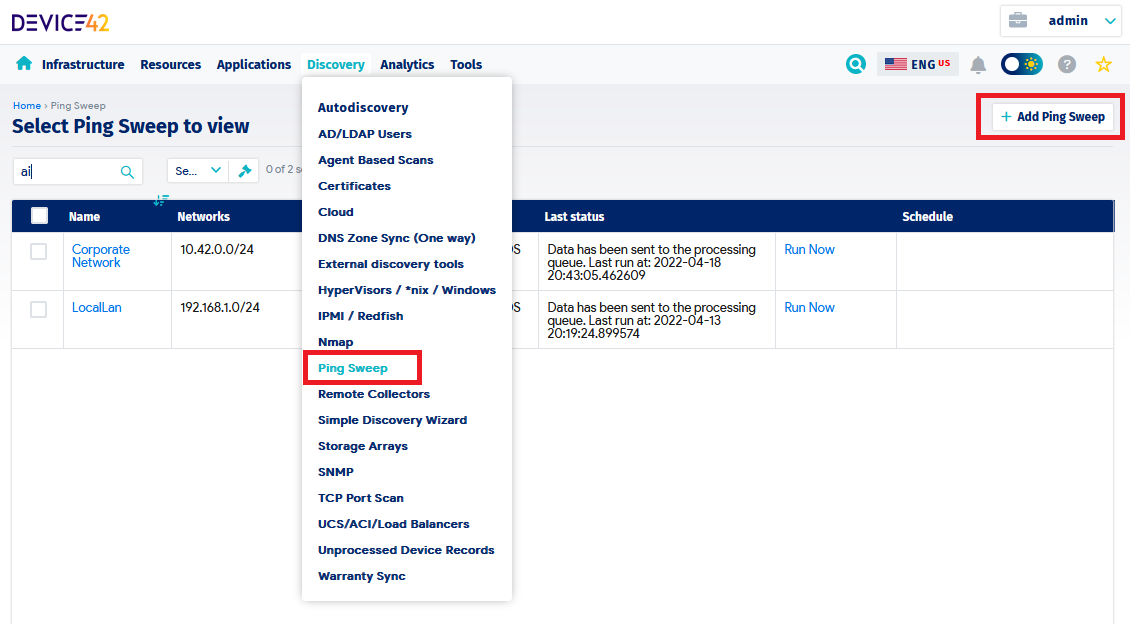 DEVICE42
admin
Infrastructure Resources Applications Discovery Analytics Tools
ENG US
Home › Ping Sweep
Select Ping Sweep to view
+ Add Ping Sweep
ai
Se...
0 of 2 s
Name Networks Last status Schedule
Corporate
Network
10.42.0.0/24
OS
Data has been sent to the processing
queue. Last run at: 2022-04-18
20:43:05.462609
Run Now
LocalLan
192.168.1.0/24
OS
Data has been sent to the processing
queue. Last run at: 2022-04-13
20:19:24.899574
Run Now
Autodiscovery
AD/LDAP Users
Agent Based Scans
Certificates
Cloud
DNS Zone Sync (One way)
External discovery tools
HyperVisors / *nix / Windows
IPMI / Redfish
Nmap
Ping Sweep
Remote Collectors
Simple Discovery Wizard
Storage Arrays
SNMP
TCP Port Scan
UCS/ACI/Load Balancers
Unprocessed Device Records
Warranty Sync